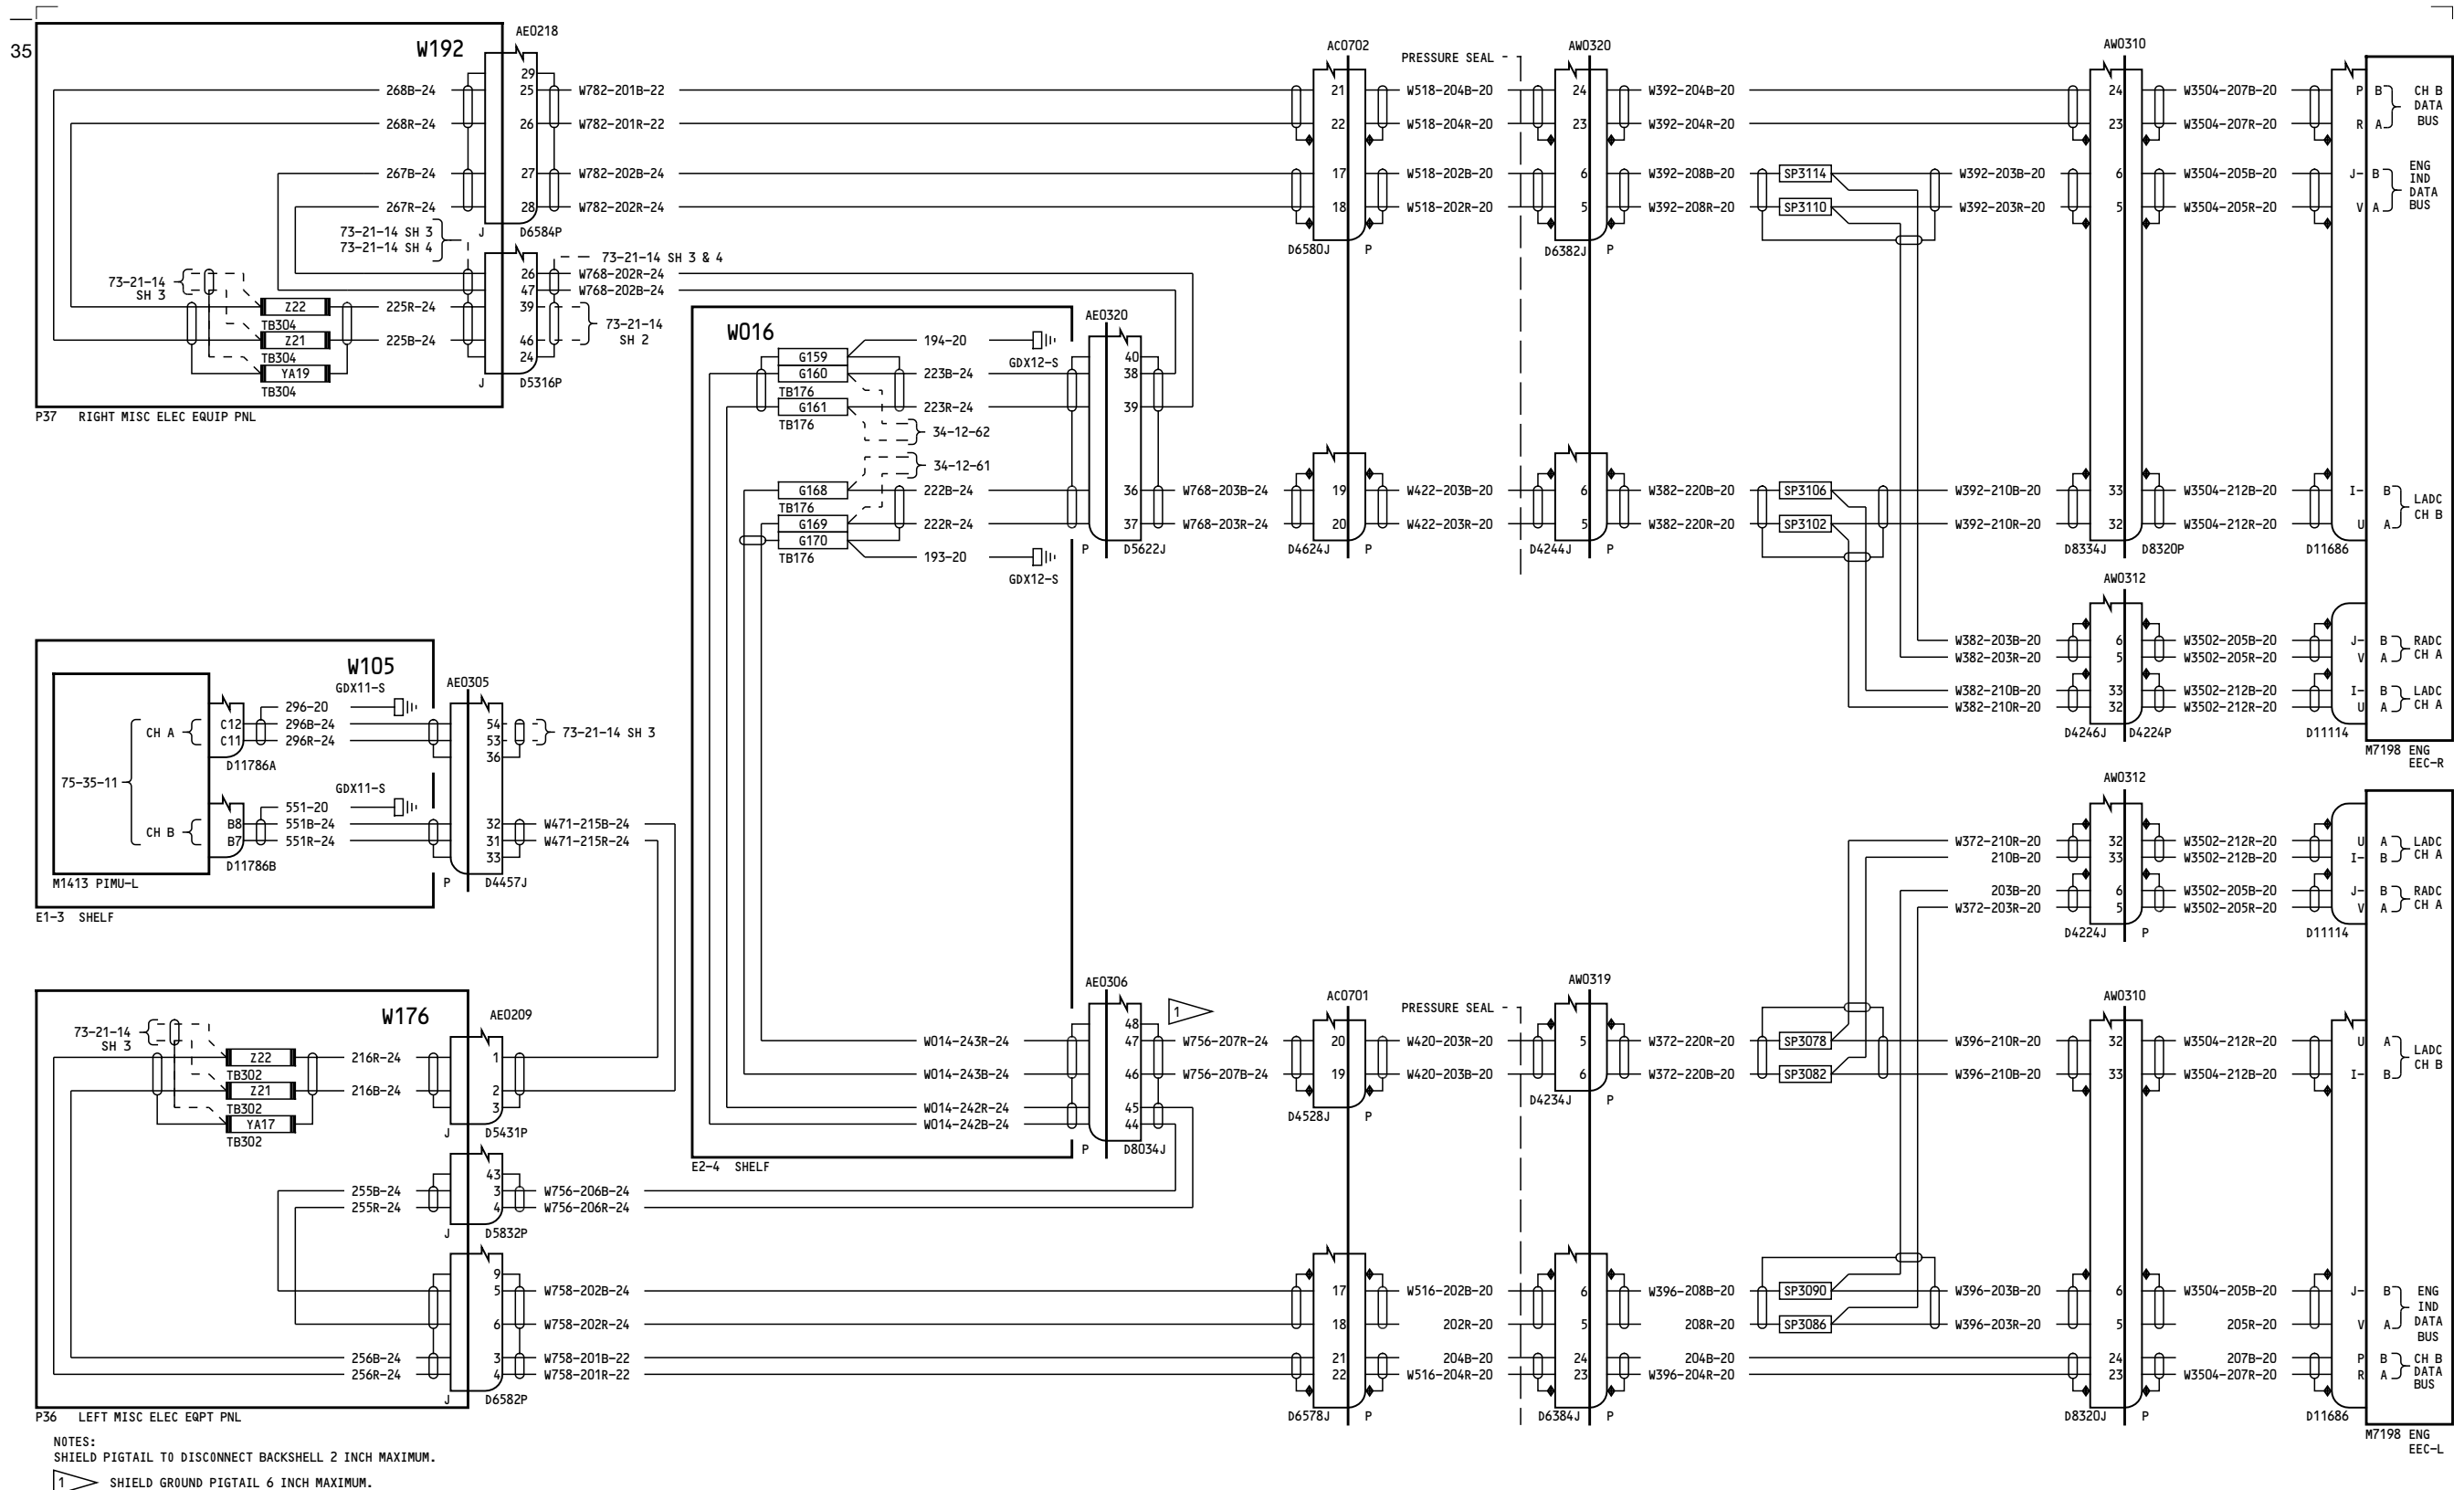 35
W192
AE0218
AC0702
PRESSURE SEAL
AW0320
AW0310
29
268B-24 25 W782-201B-22 21 W518-204B-20 24 W392-204B-20 24 W3504-207B-20 P B CH B
DATA
268R-24 26 W782-201R-22 22 W518-204R-20 23 W392-204R-20 23 W3504-207R-20 R A BUS
267B-24 27 W782-202B-24 17 W518-202B-20 6 W392-208B-20 SP3114 W392-203B-20 6 W3504-205B-20 J- B ENG
IND
DATA
267R-24 28 W782-202R-24 18 W518-202R-20 5 W392-208R-20 SP3110 W392-203R-20 5 W3504-205R-20 V A BUS
73-21-14 SH 3
73-21-14 SH 4
J D6584P
D6580J P
D6382J P
73-21-14 SH 3 & 4
26 W768-202R-24
47 W768-202B-24
73-21-14
SH 3
Z22 225R-24 39
TB304
73-21-14
SH 2
Z21 225B-24 46
TB304
24
YA19
TB304
J D5316P
P37 RIGHT MISC ELEC EQUIP PNL
W016
AE0320
194-20
GDX12-S
G159 40
G160 223B-24 38
TB176
G161 223R-24 39
TB176
34-12-62
34-12-61
G168 222B-24 36 W768-203B-24 19 W422-203B-20 6 W382-220B-20 SP3106 W392-210B-20 33 W3504-212B-20 I- B LADC
TB176
CH B
G169 222R-24 37 W768-203R-24 20 W422-203R-20 5 W382-220R-20 SP3102 W392-210R-20 32 W3504-212R-20 U A
G170
TB176
193-20
GDX12-S
P D5622J
D4624J P
D4244J P
D8334J D8320P
D11686
AW0312
W382-203B-20 6 W3502-205B-20 J- B RADC
W382-203R-20 5 W3502-205R-20 V A CH A
W382-210B-20 33 W3502-212B-20 I- B LADC
W382-210R-20 32 W3502-212R-20 U A CH A
D4246J D4224P
D11114
M7198 ENG
EEC-R
W105
GDX11-S
AE0305
296-20
CH A
C12 296B-24 54
C11 296R-24 53
73-21-14 SH 3
36
D11786A
75-35-11
GDX11-S
551-20
CH B
B8 551B-24 32 W471-215B-24
B7 551R-24 31 W471-215R-24
33
D11786B
P D4457J
M1413 PIMU-L
E1-3 SHELF
AW0312
W372-210R-20 32 W3502-212R-20 U A LADC
210B-20 33 W3502-212B-20 I- B CH A
203B-20 6 W3502-205B-20 J- B RADC
W372-203R-20 5 W3502-205R-20 V A CH A
D4224J P
D11114
W176
AE0209
AE0306
1
AC0701
PRESSURE SEAL
AW0319
AW0310
73-21-14
SH 3
48
W014-243R-24 47 W756-207R-24 20 W420-203R-20 5 W372-220R-20 SP3078 W396-210R-20 32 W3504-212R-20 U A LADC
CH B
W014-243B-24 46 W756-207B-24 19 W420-203B-20 6 W372-220B-20 SP3082 W396-210B-20 33 W3504-212B-20 I- B
Z22 216R-24 1
TB302
Z21 216B-24 2
TB302
3
YA17
TB302
J D5431P
W014-242R-24 45
W014-242B-24 44
P D8034J
D4528J P
D4234J P
E2-4 SHELF
43
255B-24 3 W756-206B-24
255R-24 4 W756-206R-24
J D5832P
9
5 W758-202B-24 17 W516-202B-20 6 W396-208B-20 SP3090 W396-203B-20 6 W3504-205B-20 J- B ENG
IND
6 W758-202R-24 18 202R-20 5 208R-20 SP3086 W396-203R-20 5 205R-20 V A DATA
BUS
256B-24 3 W758-201B-22 21 204B-20 24 204B-20 24 207B-20 P B CH B
256R-24 4 W758-201R-22 22 W516-204R-20 23 W396-204R-20 23 W3504-207R-20 R A DATA
BUS
J D6582P
D6578J P
D6384J P
D8320J P
D11686
P36 LEFT MISC ELEC EQPT PNL
M7198 ENG
EEC-L
NOTES:
SHIELD PIGTAIL TO DISCONNECT BACKSHELL 2 INCH MAXIMUM.
1 SHIELD GROUND PIGTAIL 6 INCH MAXIMUM.